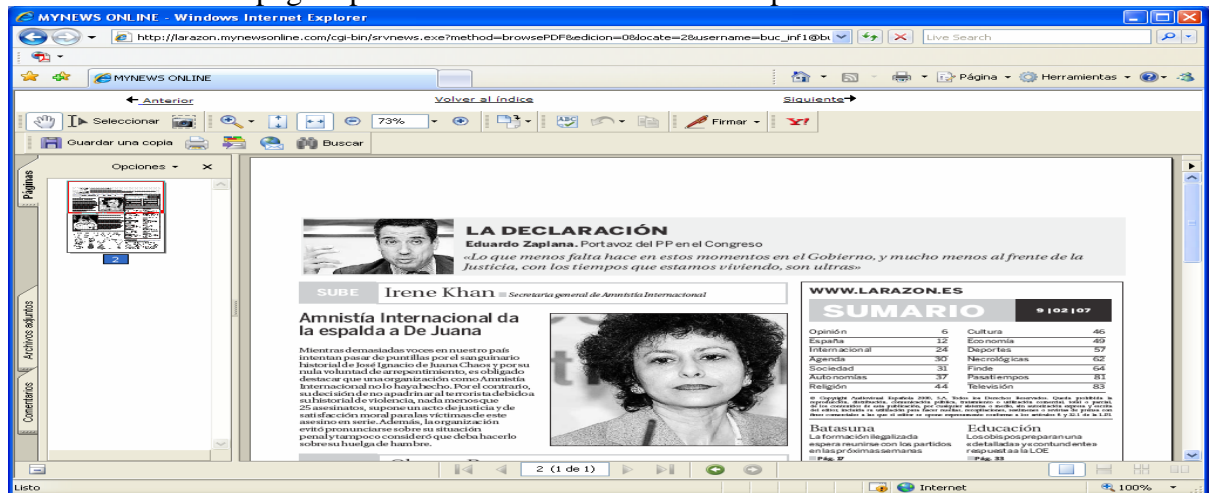 MYNEWS ONLINE - Windows Internet Explorer
http://larazon.mynewsonline.com/cgi-bin/srvnews.exe?method=browsePDF&edicion=0&locate=2&username=buc_inf1@bu
Live Search
MYNEWS ONLINE
Página
Herramientas
Anterior
Volver al índice
Siguiente
Seleccionar
73%
Firmar
Guardar una copia
Buscar
Opciones
Páginas
2
Archivos adjuntos
Comentarios
LA DECLARACIÓN
Eduardo Zaplana. Portavoz del PP en el Congreso
«Lo que menos falta hace en estos momentos en el Gobierno, y mucho menos al frente de la
Justicia, con los tiempos que estamos viviendo, son ultras»
SUBE Irene Khan Secretaria general de Amnistía Internacional
Amnistía Internacional da
la espalda a De Juana
Mientras demasiadas voces en nuestro país
intentan pasar de puntillas por el sanguinario
historial de José Ignacio de Juana Chaos y por su
nula voluntad de arrepentimiento, es obligado
destacar que una organización como Amnistía
Internacional no lo haya hecho. Por el contrario,
su decisión de no apadrinar al terrorista debido a
su historial de violencia, nada menos que
25 asesinatos, supone un acto de justicia y de
satisfacción moral para las víctimas de este
asesino en serie. Además, la organización
evitó pronunciarse sobre su situación
penal y tampoco consideró que deba hacerlo
sobre su huelga de hambre.
WWW.LARAZON.ES
SUMARIO 9|02|07
Opinión 6
España 12
Internacional 24
Agenda 30
Sociedad 31
Autonomías 37
Religión 44
Cultura 46
Economía 49
Deportes 57
Necrológicas 62
Finde 64
Pasatiempos 81
Televisión 83
Batasuna
La formación ilegalizada
espera reunirse con los partidos
en las próximas semanas
Pág. 17
Educación
Los obispos preparan una
«detallada» y «contundente»
respuesta a la LOE
Pág. 33
2 (1 de 1)
Listo
Internet
100%